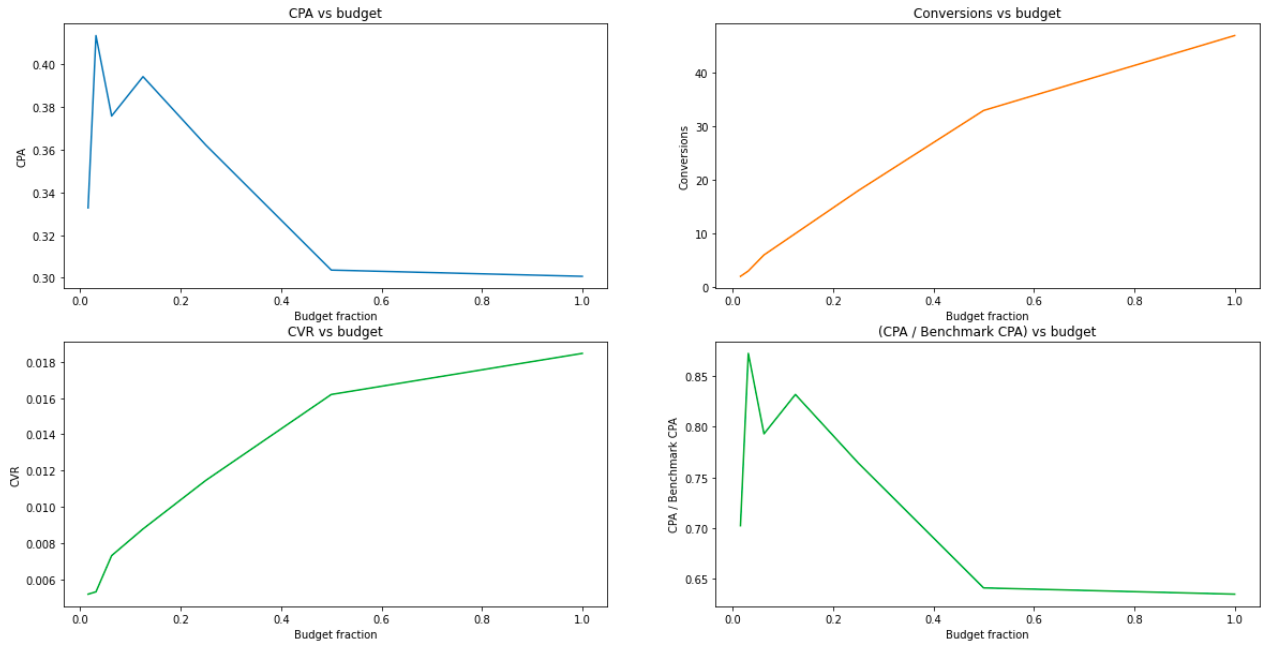 CPA vs budget
CPA
0.40
0.38
0.36
0.34
0.32
0.30
0.0 0.2 0.4 0.6 0.8 1.0
Budget fraction
Conversions vs budget
Conversions
40
30
20
10
0
0.0 0.2 0.4 0.6 0.8 1.0
Budget fraction
CVR vs budget
CVR
0.018
0.016
0.014
0.012
0.010
0.008
0.006
0.0 0.2 0.4 0.6 0.8 1.0
Budget fraction
(CPA / Benchmark CPA) vs budget
CPA / Benchmark CPA
0.85
0.80
0.75
0.70
0.65
0.0 0.2 0.4 0.6 0.8 1.0
Budget fraction